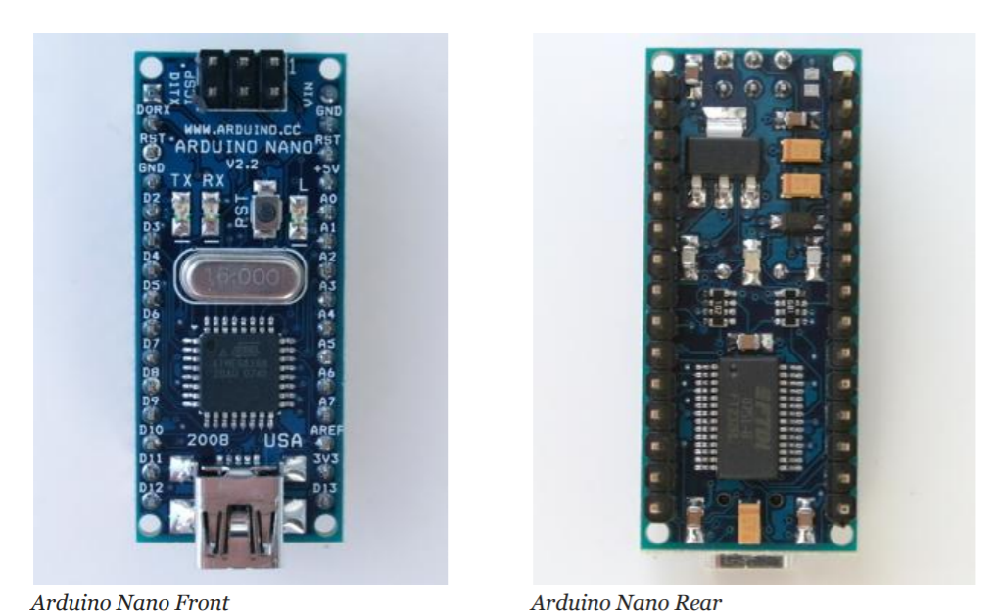 D1TX
ICSP
1
VIN
D0RX
GND
WWW.ARDUINO.CC
RST
RST
ARDUINO NANO
V2.2
GND
+5V
TX RX
L
RST
D2
A0
D3
A1
D4
A2
16.000
D5
A3
D6
A4
D7
A5
D8
A6
D9
A7
D10
2008
USA
AREF
D11
3V3
D12
D13
Arduino Nano Front
Arduino Nano Rear